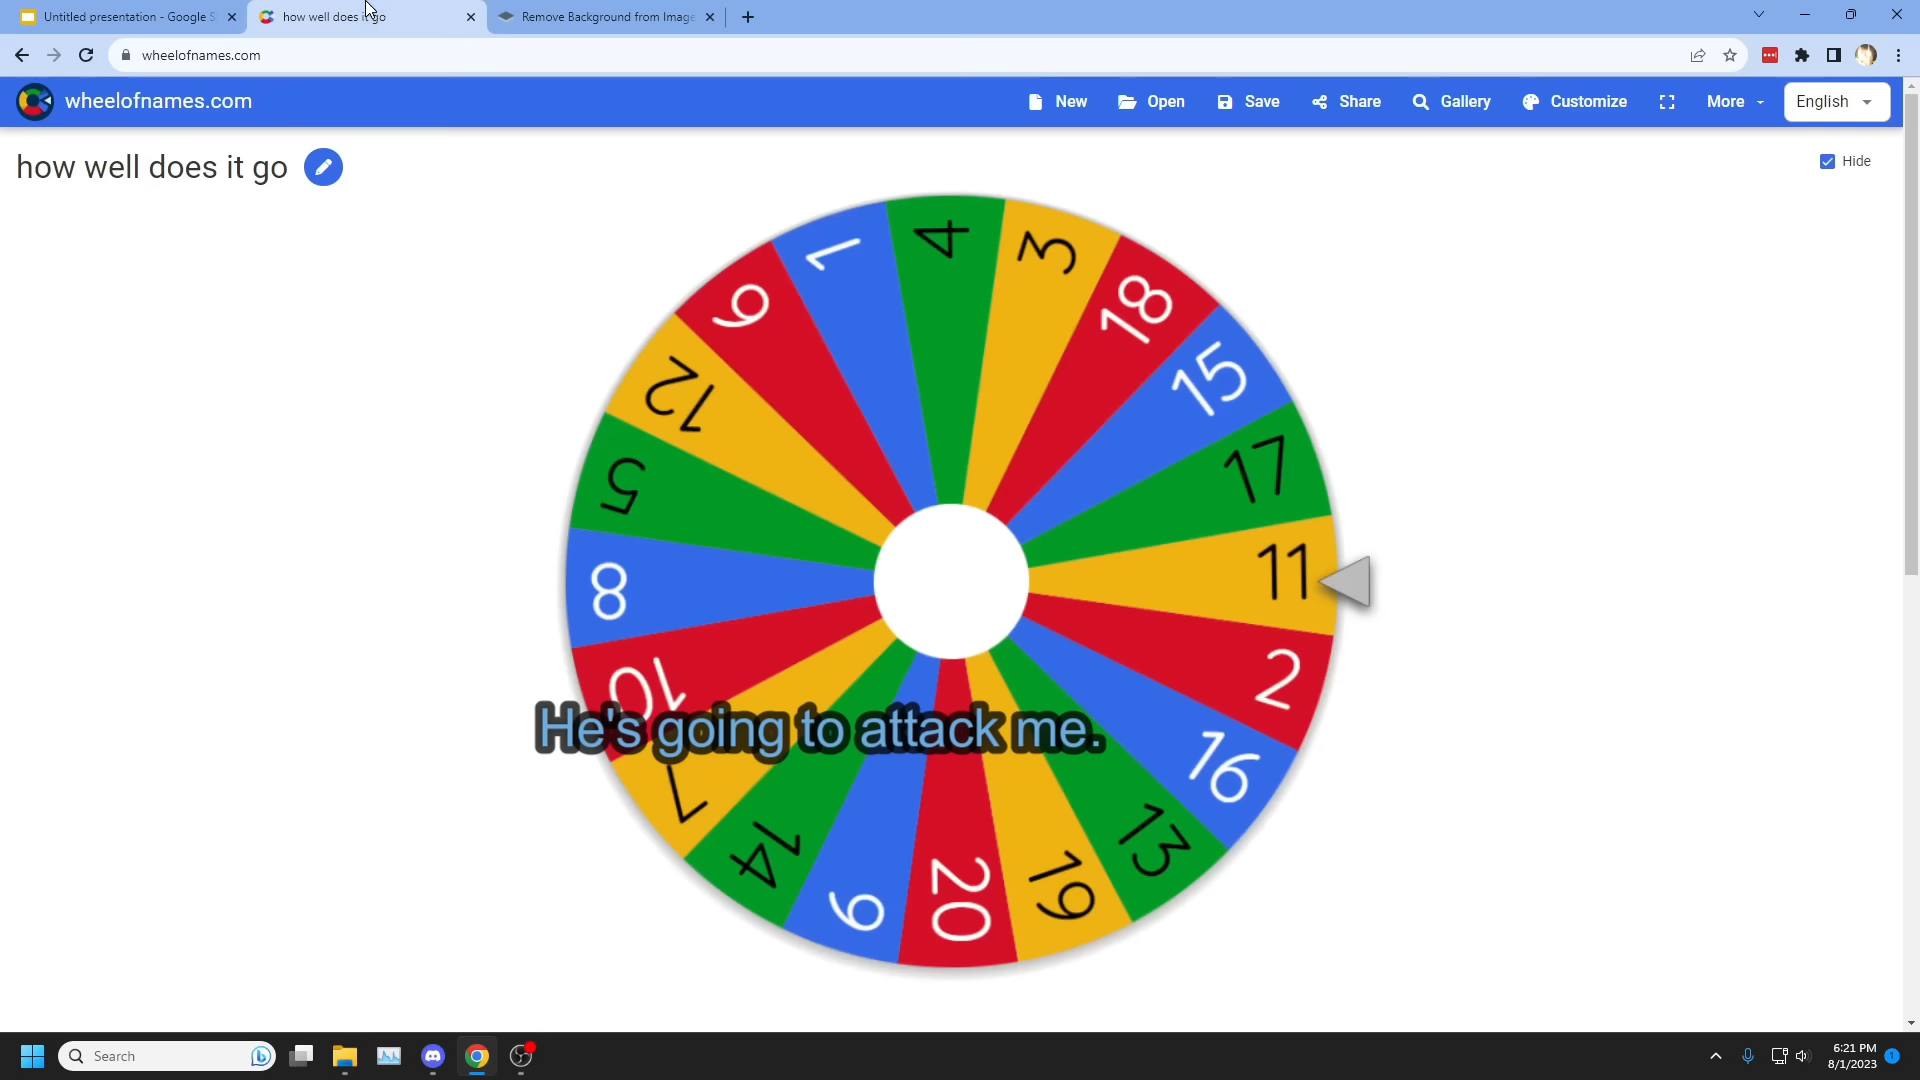 Untitled presentation - Google S
how well does it go
Remove Background from Image
wheelofnames.com
wheelofnames.com
New
Open
Save
Share
Gallery
Customize
More
English
how well does it go
Hide
4
3
18
15
17
11
2
16
13
19
20
9
14
7
10
8
5
12
6
1
He's going to attack me.
Search
6:21 PM
8/1/2023
1